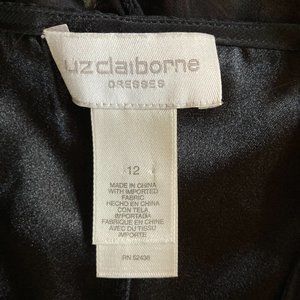 lizclaiborne
DRESSES
12
MADE IN CHINA
WITH IMPORTED
FABRIC
HECHO EN CHINA
CON TELA
IMPORTADA
FABRIQUE EN CHINE
AVEC DU TISSU
IMPORTE
RN 52436